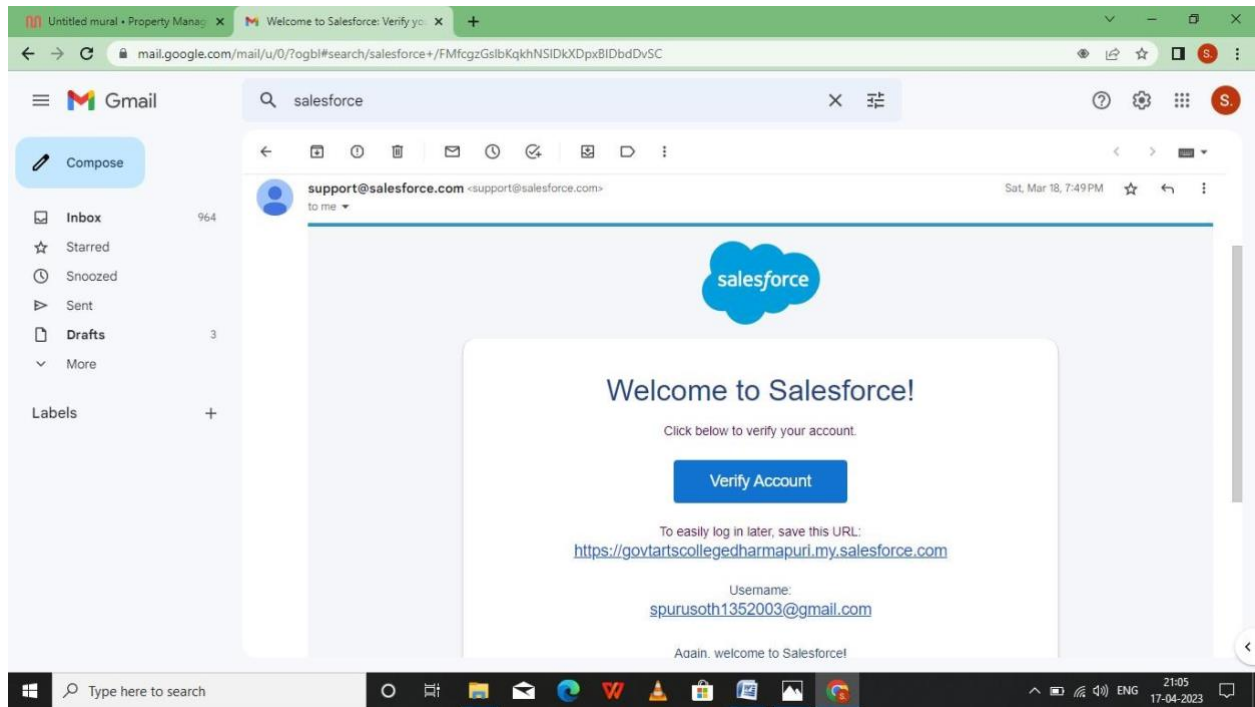 Untitled mural • Property Manag
Welcome to Salesforce: Verify yo
mail.google.com/mail/u/0/?ogbl#search/salesforce+/FMfcgzGslbKqkhNSlDkXDpxBlDbdDvSC
S.
Gmail
salesforce
S.
Compose
support@salesforce.com <support@salesforce.com>
Sat, Mar 18, 7:49 PM
to me
Inbox 964
Starred
Snoozed
Sent
Drafts 3
More
Labels
salesforce
Welcome to Salesforce!
Click below to verify your account.
Verify Account
To easily log in later, save this URL:
https://govtartscollegedharmapuri.my.salesforce.com
Username:
spurusoth1352003@gmail.com
Again, welcome to Salesforce!
Type here to search
ENG
21:05
17-04-2023